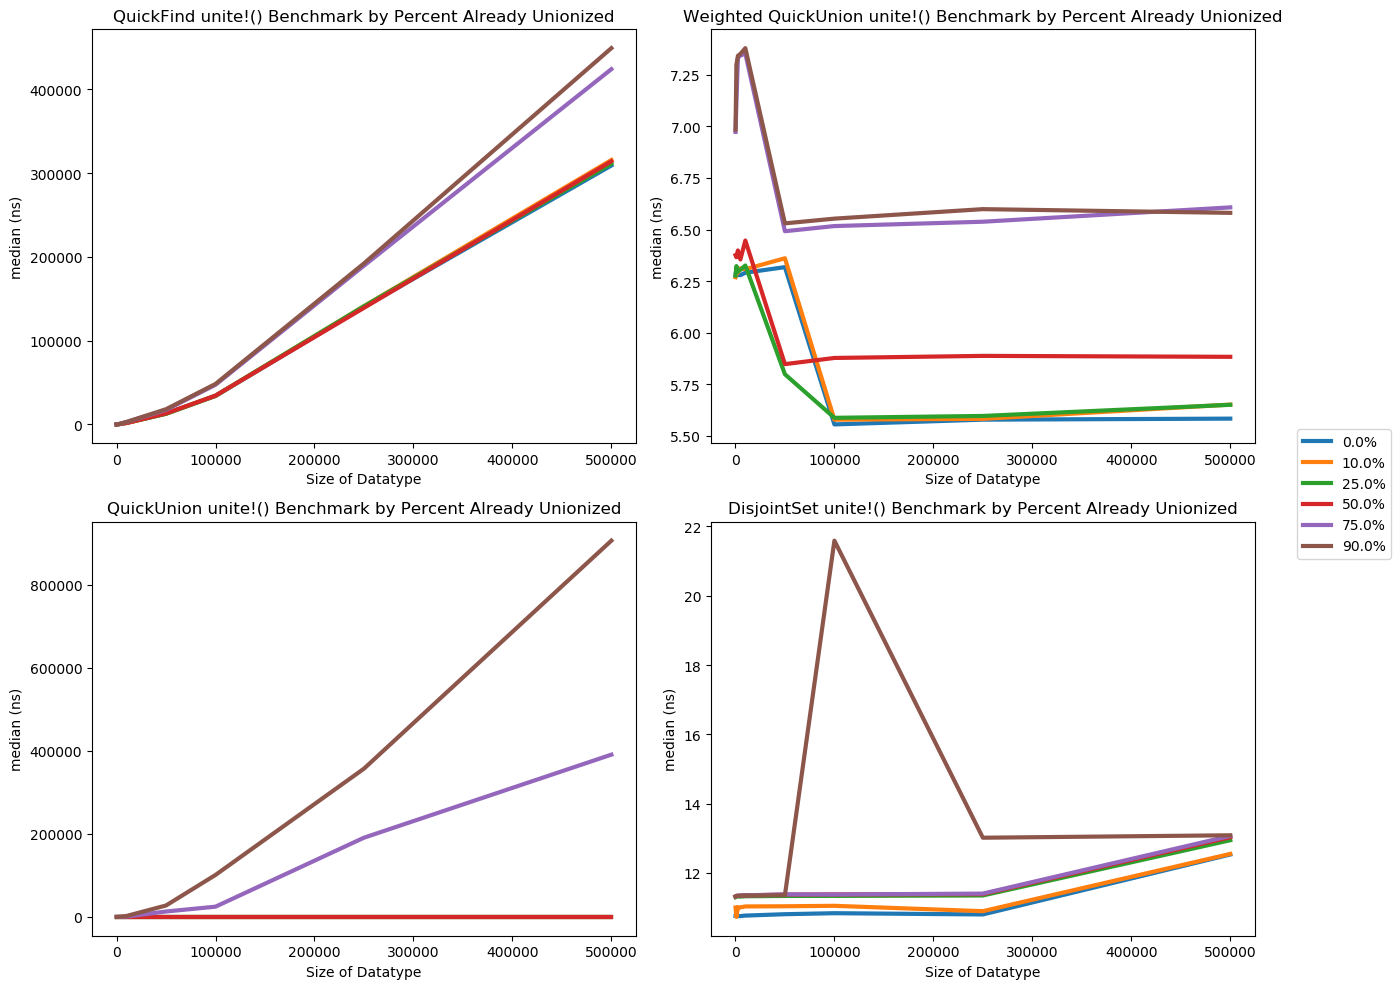 QuickFind unite!() Benchmark by Percent Already Unionized
400000
300000
200000
100000
0
median (ns)
0 100000 200000 300000 400000 500000
Size of Datatype
Weighted QuickUnion unite!() Benchmark by Percent Already Unionized
7.25
7.00
6.75
6.50
6.25
6.00
5.75
5.50
median (ns)
0 100000 200000 300000 400000 500000
Size of Datatype
0.0%
10.0%
25.0%
50.0%
75.0%
90.0%
QuickUnion unite!() Benchmark by Percent Already Unionized
800000
600000
400000
200000
0
median (ns)
0 100000 200000 300000 400000 500000
Size of Datatype
DisjointSet unite!() Benchmark by Percent Already Unionized
22
20
18
16
14
12
median (ns)
0 100000 200000 300000 400000 500000
Size of Datatype